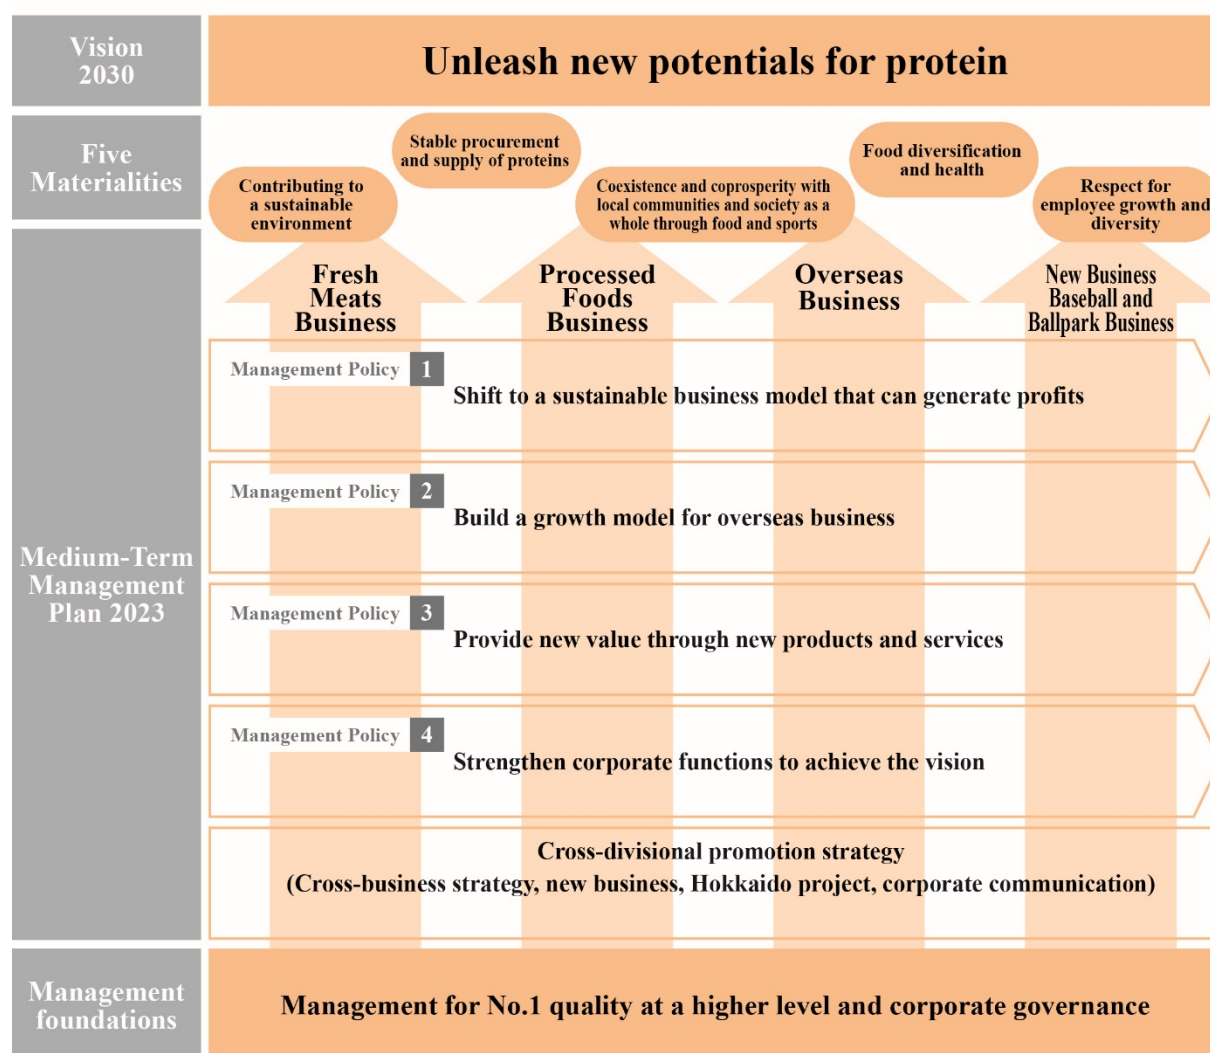 Vision
2030
Unleash new potentials for protein
Five
Materialities
Contributing to
a sustainable
environment
Stable procurement
and supply of proteins
Coexistence and coprosperity with
local communities and society as a
whole through food and sports
Food diversification
and health
Respect for
employee growth and
diversity
Medium-Term
Management
Plan 2023
Fresh
Meats
Business
Processed
Foods
Business
Overseas
Business
New Business
Baseball and
Ballpark Business
Management Policy 1
Shift to a sustainable business model that can generate profits
Management Policy 2
Build a growth model for overseas business
Management Policy 3
Provide new value through new products and services
Management Policy 4
Strengthen corporate functions to achieve the vision
Cross-divisional promotion strategy
(Cross-business strategy, new business, Hokkaido project, corporate communication)
Management
foundations
Management for No.1 quality at a higher level and corporate governance